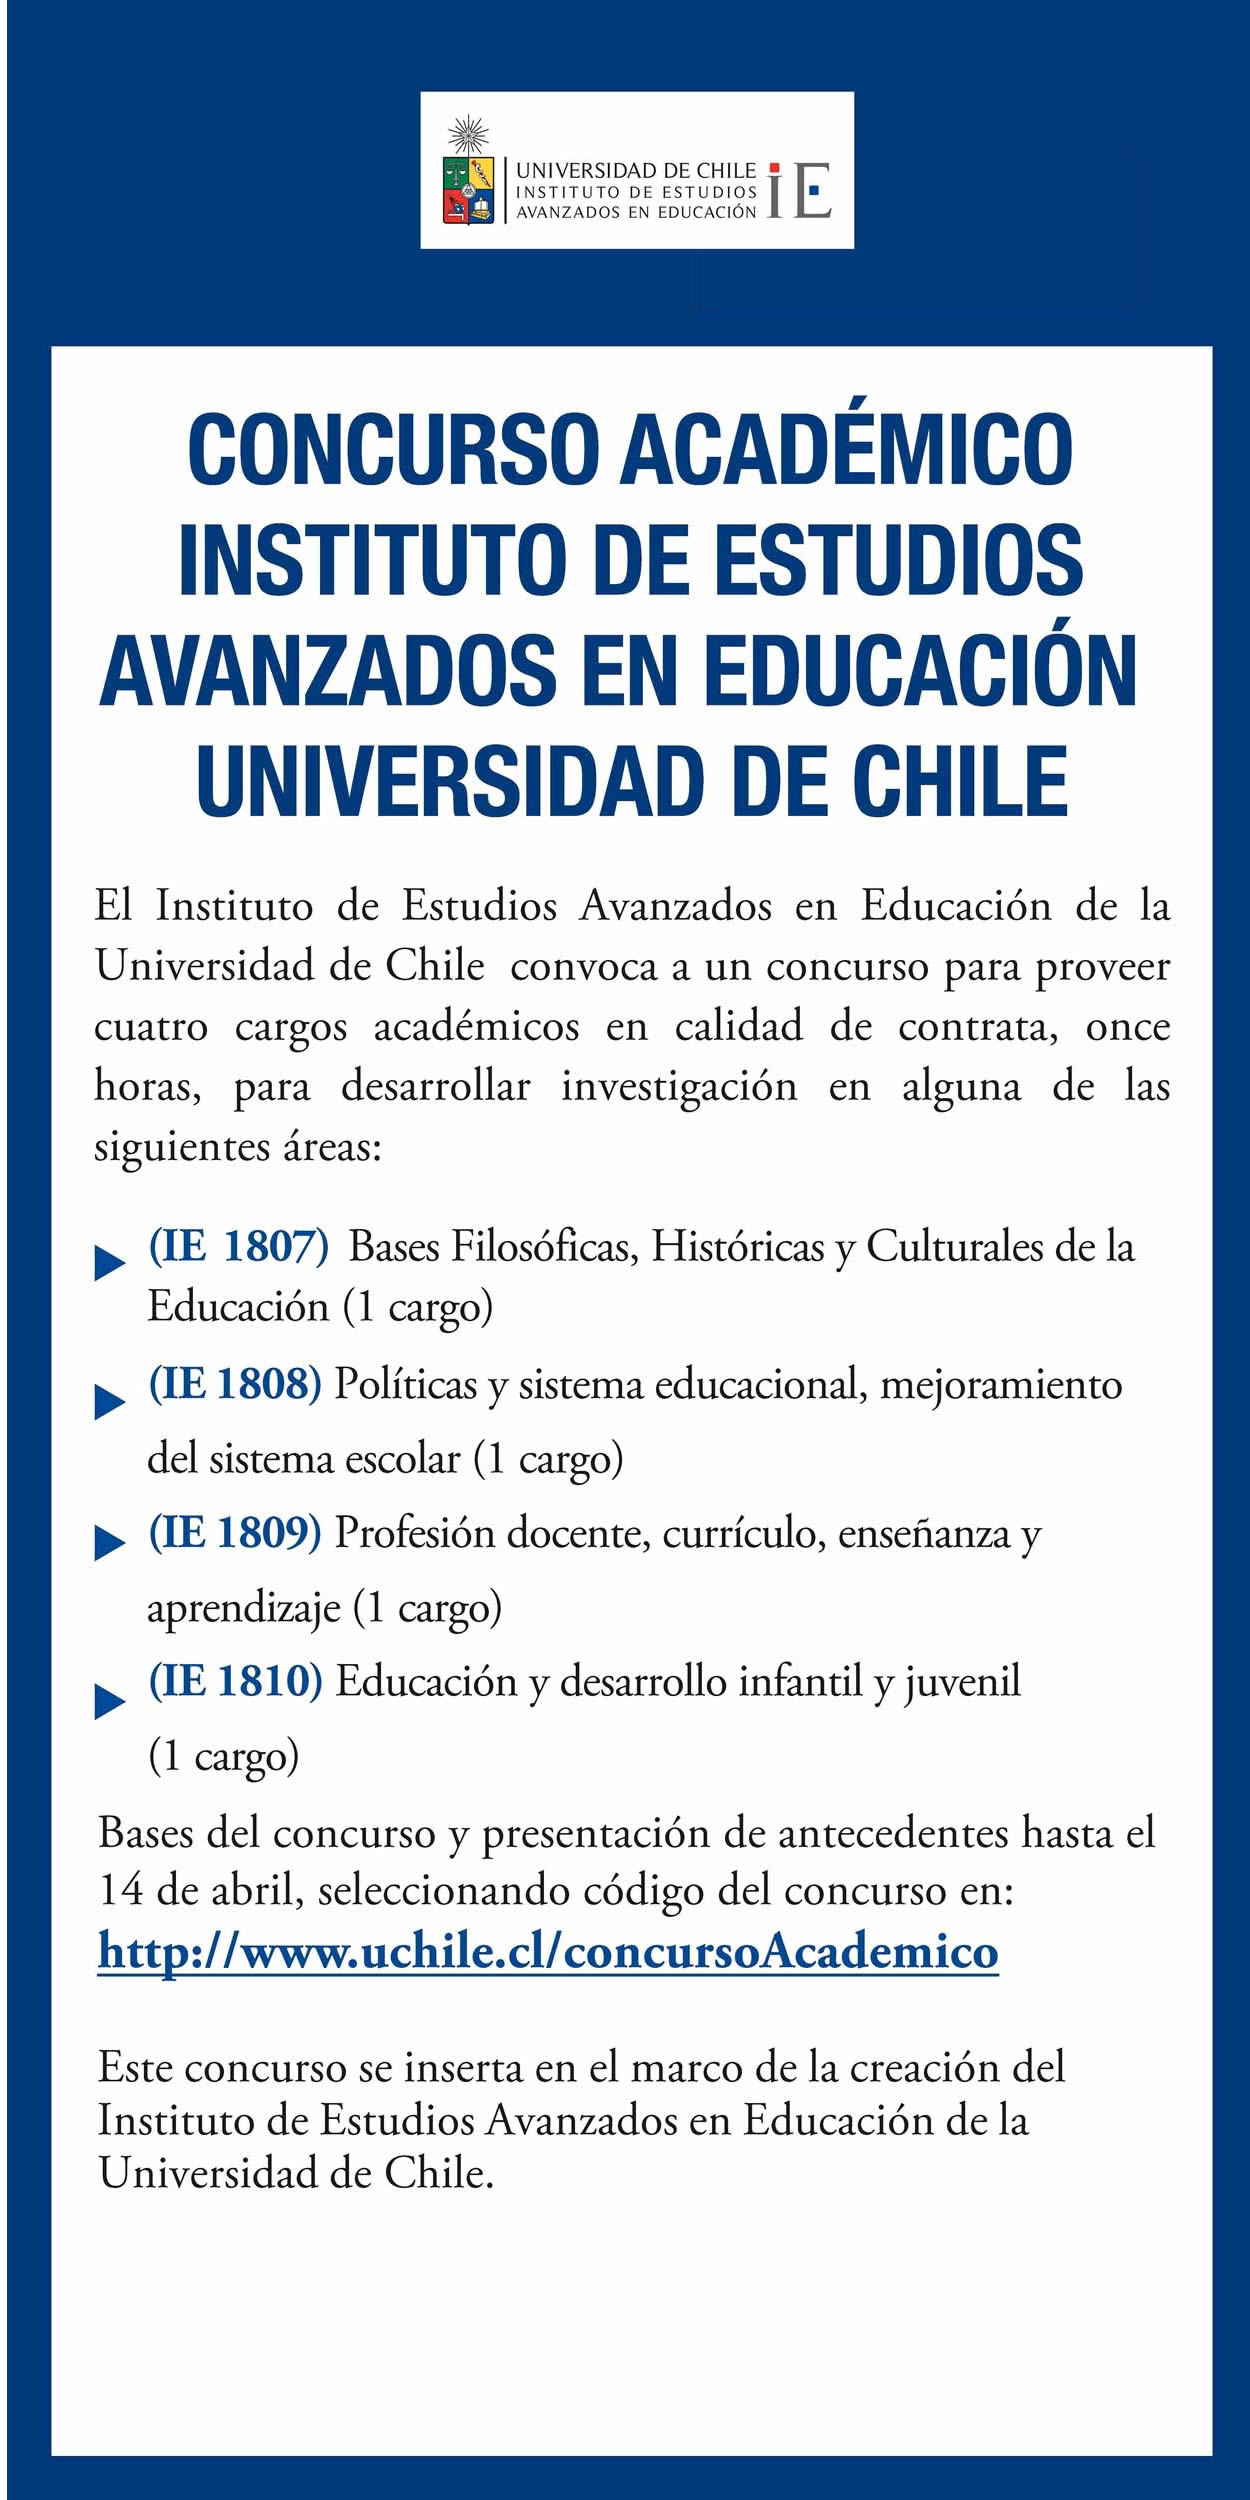 UNIVERSIDAD DE CHILE
INSTITUTO DE ESTUDIOS
AVANZADOS EN EDUCACIÓN
iE
CONCURSO ACADÉMICO
INSTITUTO DE ESTUDIOS
AVANZADOS EN EDUCACIÓN
UNIVERSIDAD DE CHILE
El Instituto de Estudios Avanzados en Educación de la
Universidad de Chile convoca a un concurso para proveer
cuatro cargos académicos en calidad de contrata, once
horas, para desarrollar investigación en alguna de las
siguientes áreas:
(IE 1807) Bases Filosóficas, Históricas y Culturales de la
Educación (1 cargo)
(IE 1808) Políticas y sistema educacional, mejoramiento
del sistema escolar (1 cargo)
(IE 1809) Profesión docente, currículo, enseñanza y
aprendizaje (1 cargo)
(IE 1810) Educación y desarrollo infantil y juvenil
(1 cargo)
Bases del concurso y presentación de antecedentes hasta el
14 de abril, seleccionando código del concurso en:
http://www.uchile.cl/concursoAcademico
Este concurso se inserta en el marco de la creación del
Instituto de Estudios Avanzados en Educación de la
Universidad de Chile.